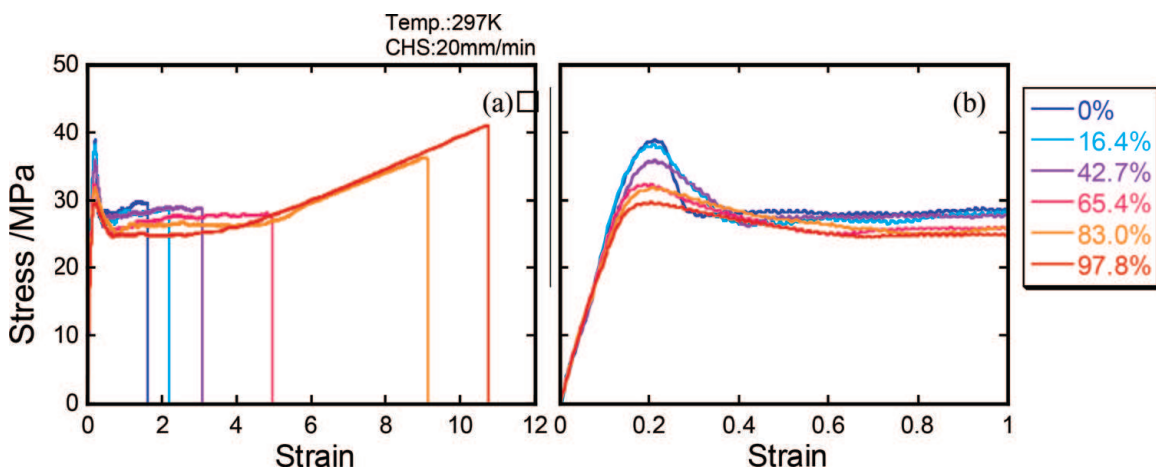 Temp.:297K
CHS:20mm/min
Stress /MPa
50
40
30
20
10
0
(a)
0 2 4 6 8 10 12
Strain
(b)
0 0.2 0.4 0.6 0.8 1
Strain
0%
16.4%
42.7%
65.4%
83.0%
97.8%